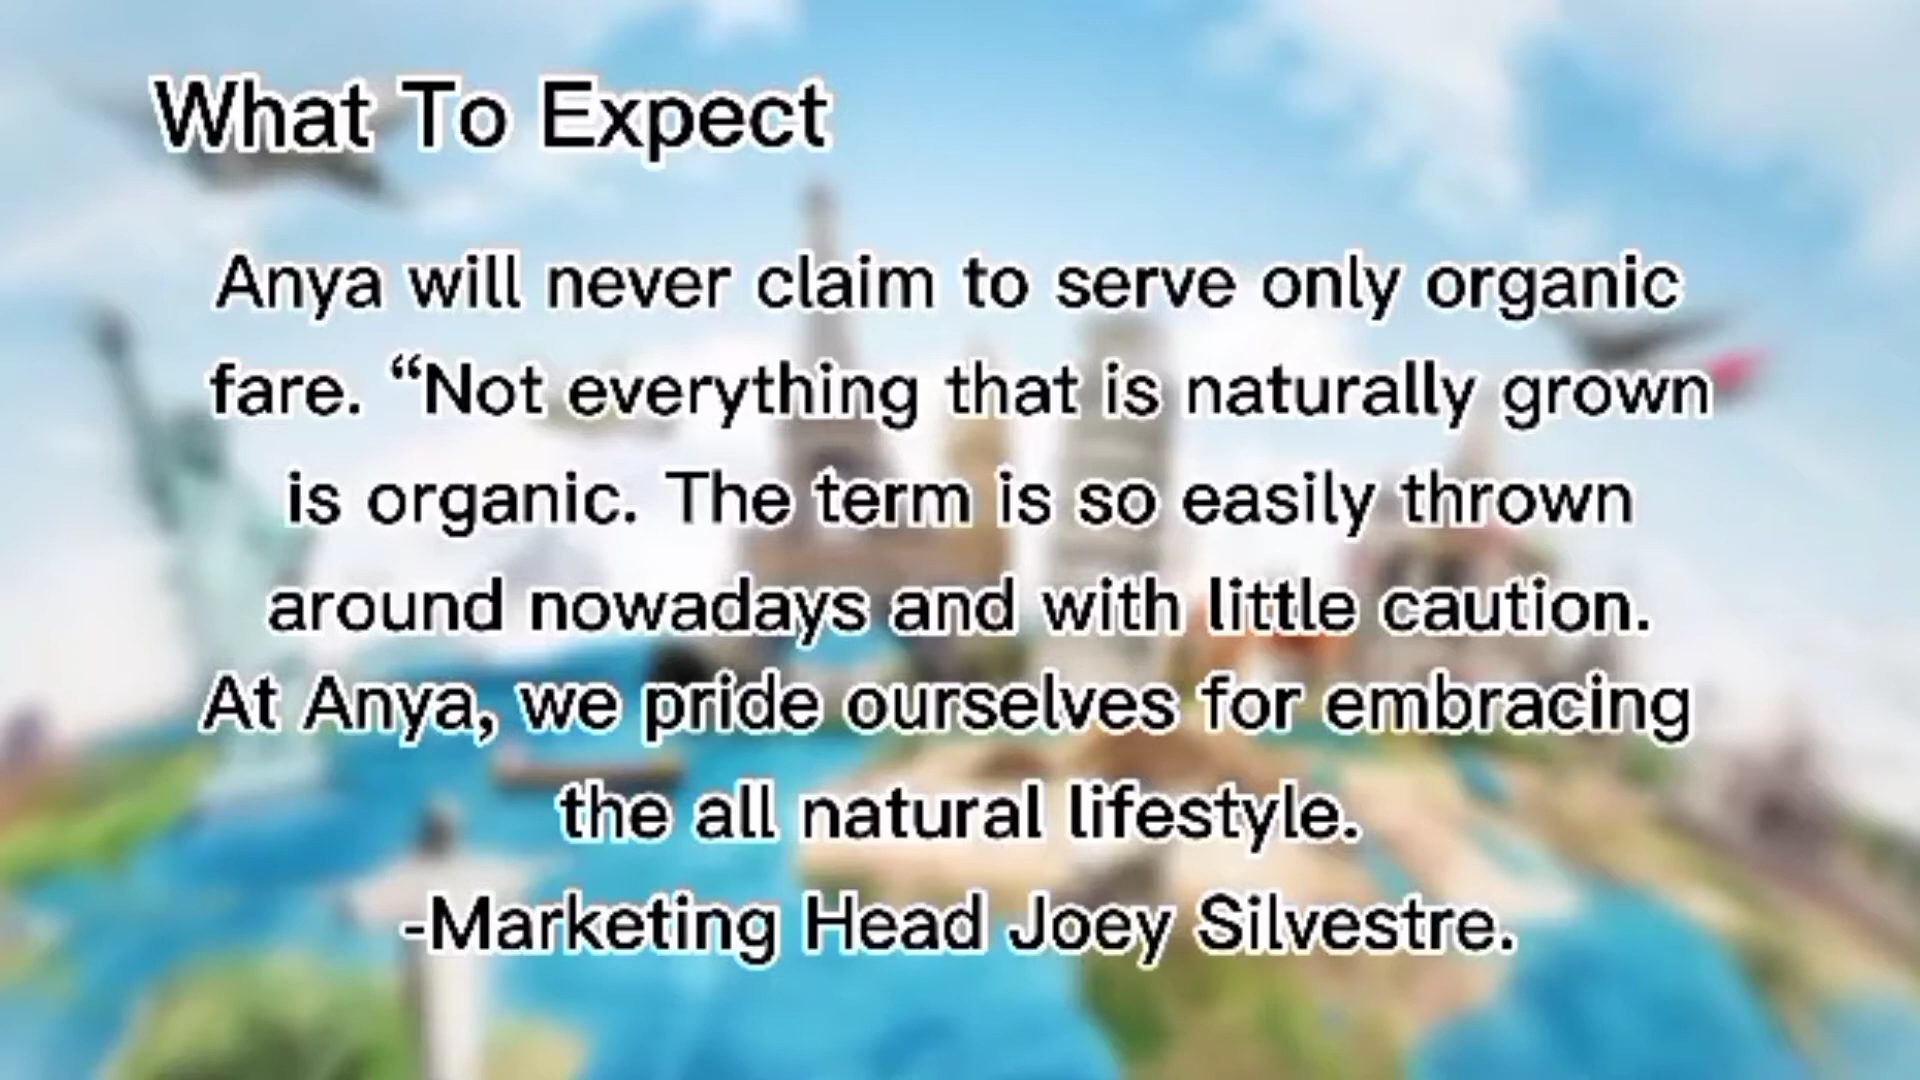 What To Expect
Anya will never claim to serve only organic
fare. “Not everything that is naturally grown
is organic. The term is so easily thrown
around nowadays and with little caution.
At Anya, we pride ourselves for embracing
the all natural lifestyle.
-Marketing Head Joey Silvestre.